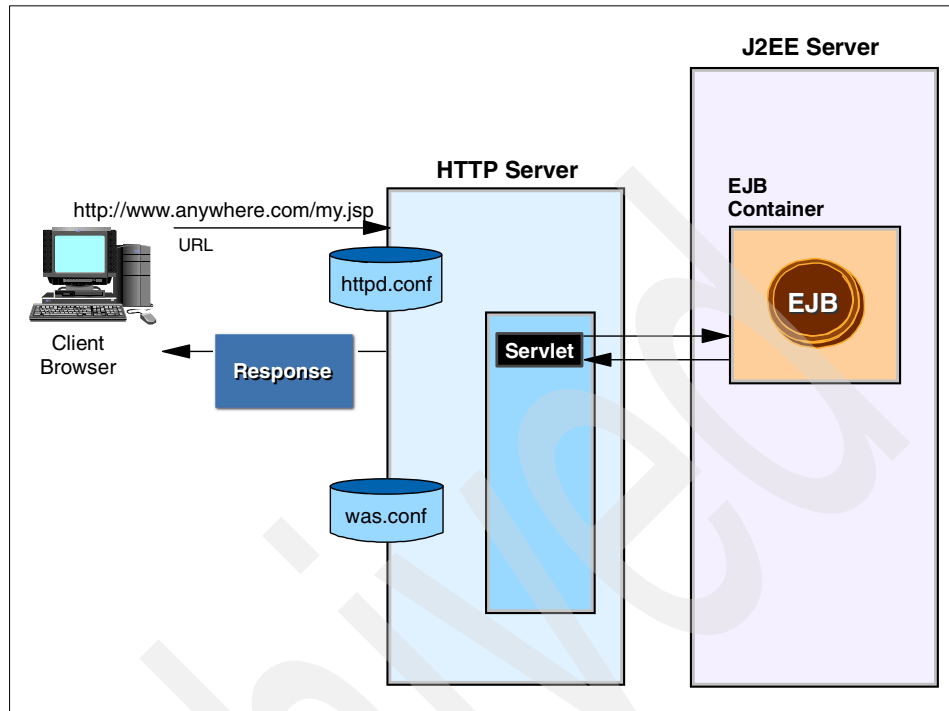 J2EE Server
HTTP Server
EJB
Container
http://www.anywhere.com/my.jsp
URL
httpd.conf
EJB
Client
Browser
Response
Servlet
was.conf